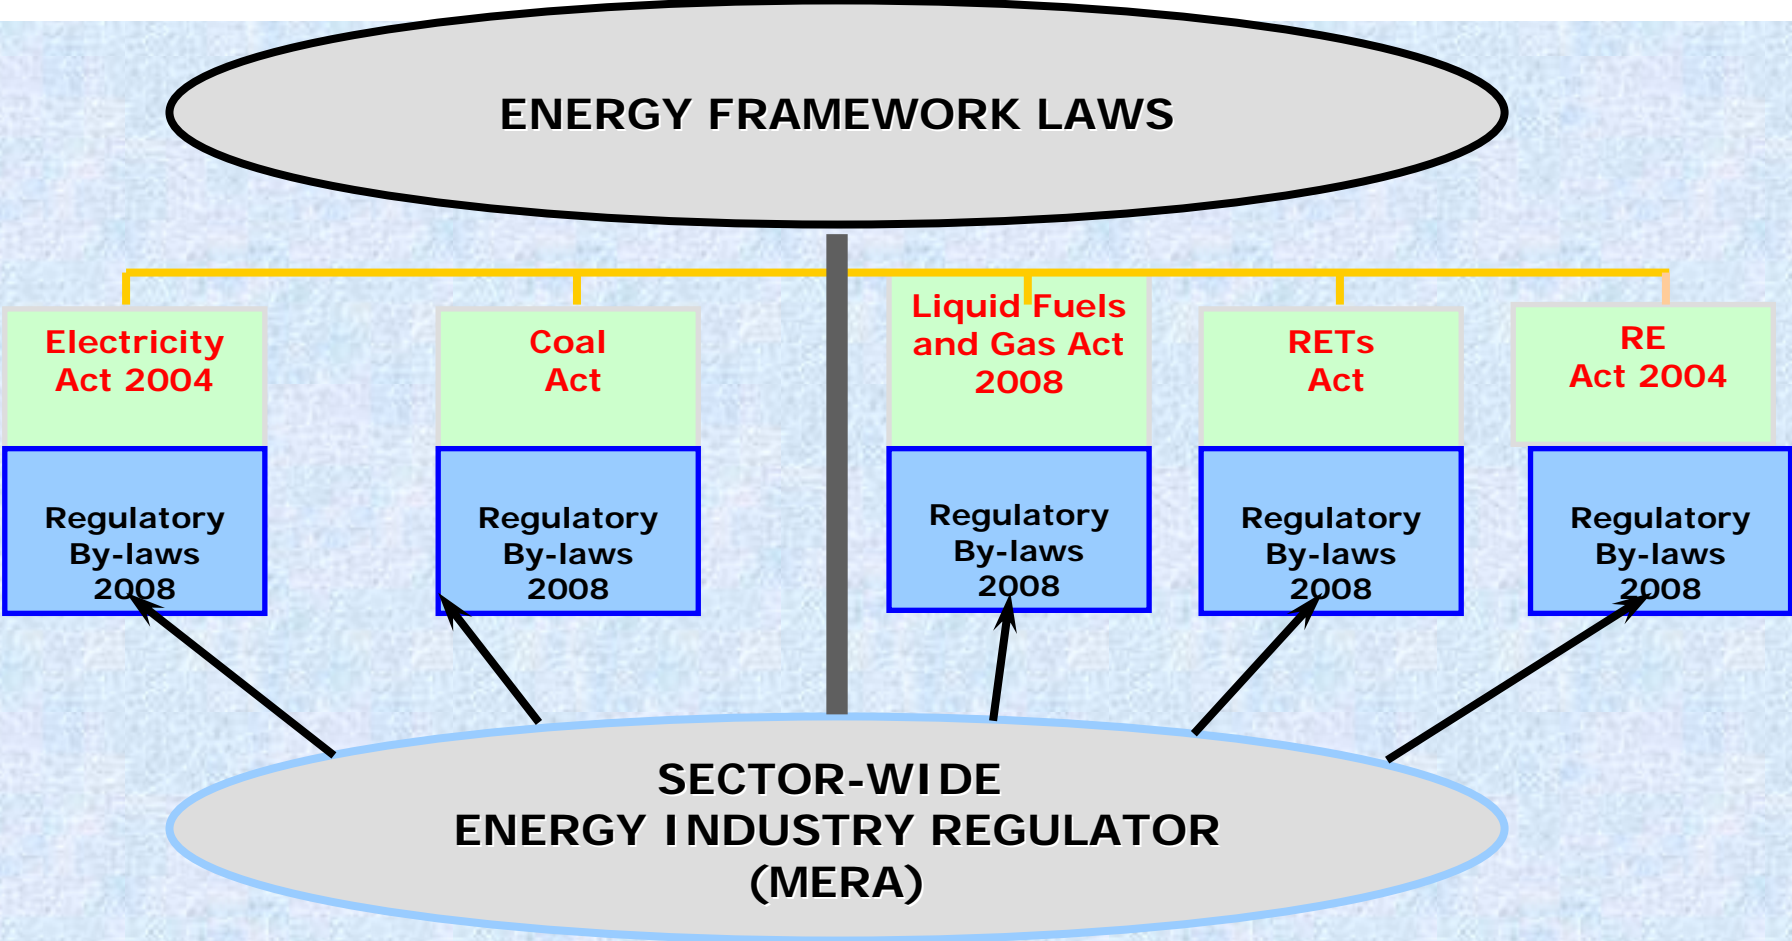 ENERGY FRAMEWORK LAWS
Electricity
Act 2004
Coal
Act
Liquid Fuels
and Gas Act
2008
RETs
Act
RE
Act 2004
Regulatory
By-laws
2008
Regulatory
By-laws
2008
Regulatory
By-laws
2008
Regulatory
By-laws
2008
Regulatory
By-laws
2008
SECTOR-WIDE
ENERGY INDUSTRY REGULATOR
(MERA)